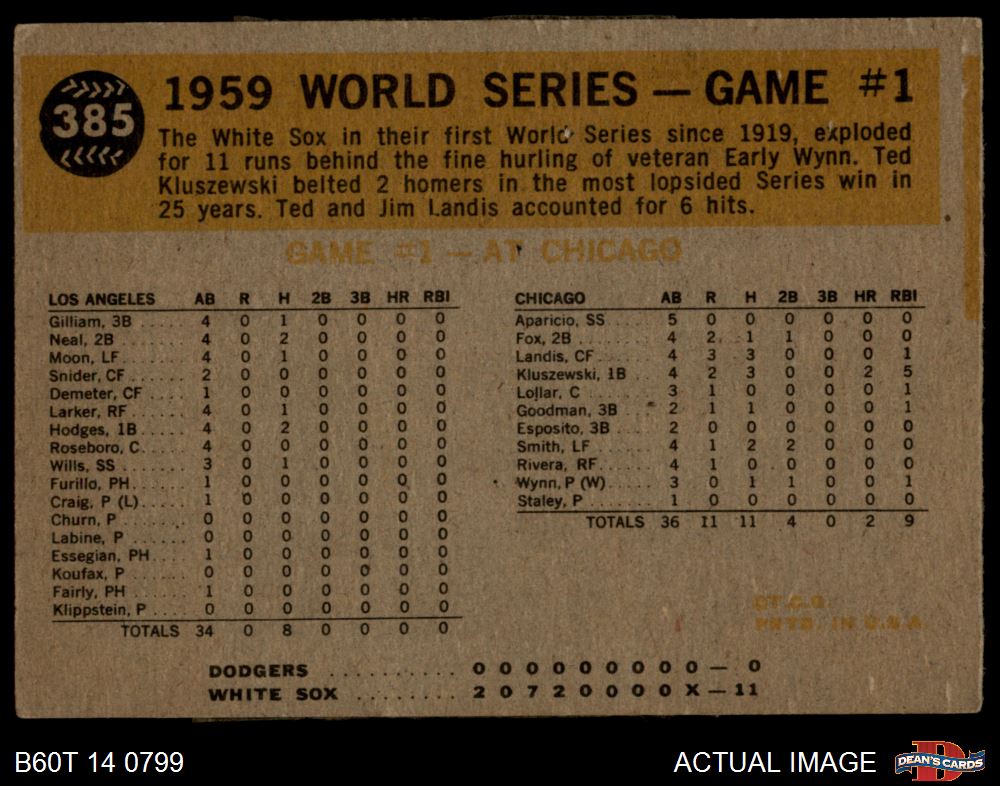 385
1959 WORLD SERIES — GAME #1
The White Sox in their first World Series since 1919, exploded
for 11 runs behind the fine hurling of veteran Early Wynn. Ted
Kluszewski belted 2 homers in the most lopsided Series win in
25 years. Ted and Jim Landis accounted for 6 hits.
GAME #1 — AT CHICAGO
LOS ANGELES AB R H 2B 3B HR RBI
Gilliam, 3B ..... 4 0 1 0 0 0 0
Neal, 2B ..... 4 0 2 0 0 0 0
Moon, LF ..... 4 0 1 0 0 0 0
Snider, CF ..... 2 0 0 0 0 0 0
Demeter, CF .... 1 0 0 0 0 0 0
Larker, RF ..... 4 0 1 0 0 0 0
Hodges, 1B ..... 4 0 2 0 0 0 0
Roseboro, C ..... 4 0 0 0 0 0 0
Wills, SS ..... 3 0 1 0 0 0 0
Furillo, PH ..... 1 0 0 0 0 0 0
Craig, P (L) .... 1 0 0 0 0 0 0
Churn, P ..... 0 0 0 0 0 0 0
Labine, P ..... 0 0 0 0 0 0 0
Essegian, PH .... 1 0 0 0 0 0 0
Koufax, P ..... 0 0 0 0 0 0 0
Fairly, PH ..... 1 0 0 0 0 0 0
Klippstein, P .... 0 0 0 0 0 0 0
TOTALS 34 0 8 0 0 0 0
CHICAGO AB R H 2B 3B HR RBI
Aparicio, SS ..... 5 0 0 0 0 0 0
Fox, 2B ..... 4 2 1 1 0 0 0
Landis, CF ..... 4 3 3 0 0 0 1
Kluszewski, 1B .. 4 2 3 0 0 2 5
Lollar, C ..... 3 1 0 0 0 0 1
Goodman, 3B ... 2 1 1 0 0 0 1
Esposito, 3B .... 2 0 0 0 0 0 0
Smith, LF ..... 4 1 2 2 0 0 0
Rivera, RF ..... 4 1 0 0 0 0 0
Wynn, P (W) .... 3 0 1 1 0 0 1
Staley, P ..... 1 0 0 0 0 0 0
TOTALS 36 11 11 4 0 2 9
©T.C.G.
PRTD. IN U.S.A.
DODGERS .......... 0 0 0 0 0 0 0 0 0 — 0
WHITE SOX .......... 2 0 7 2 0 0 0 0 X — 11
B60T 14 0799
ACTUAL IMAGE
D
DEAN'S CARDS